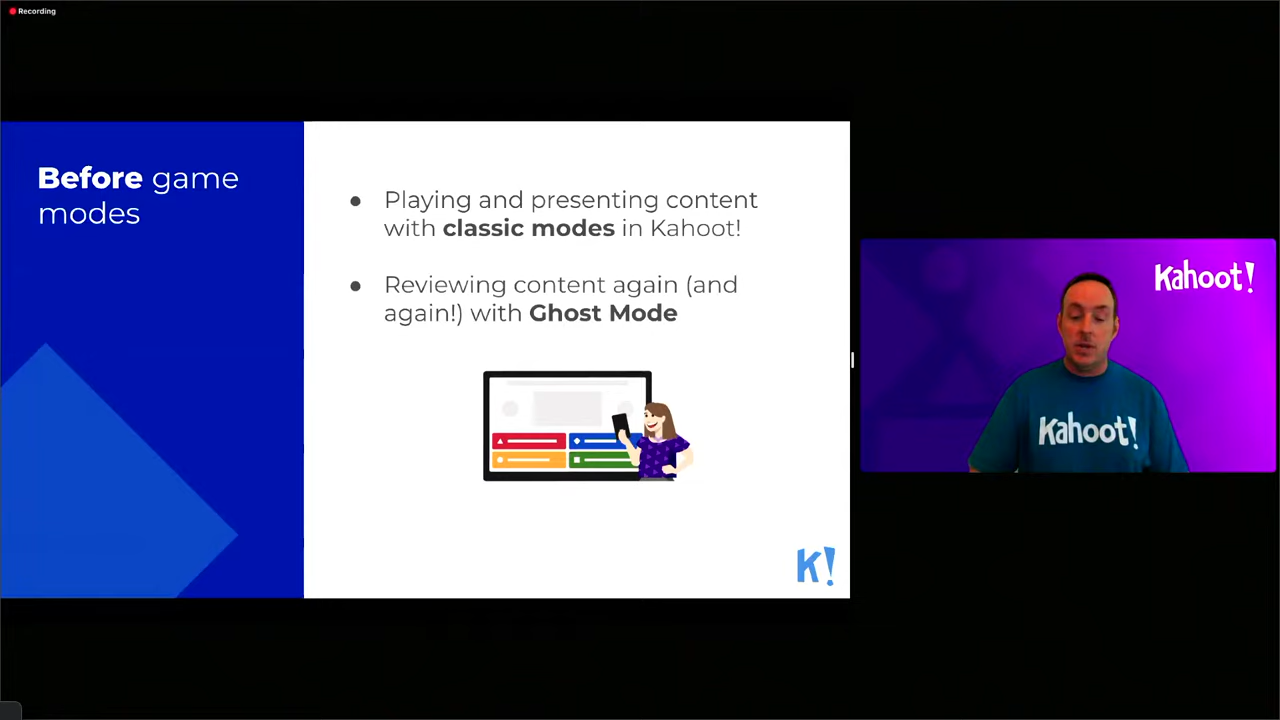 Recording
Before game
modes
● Playing and presenting content
with classic modes in Kahoot!
● Reviewing content again (and
again!) with Ghost Mode
K!
Kahoot!
Kahoot!